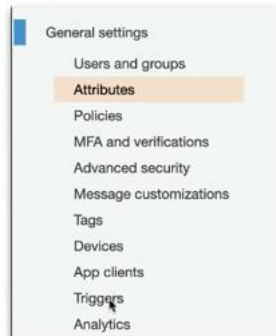 General settings
Users and groups
Attributes
Policies
MFA and verifications
Advanced security
Message customizations
Tags
Devices
App clients
Triggers
Analytics